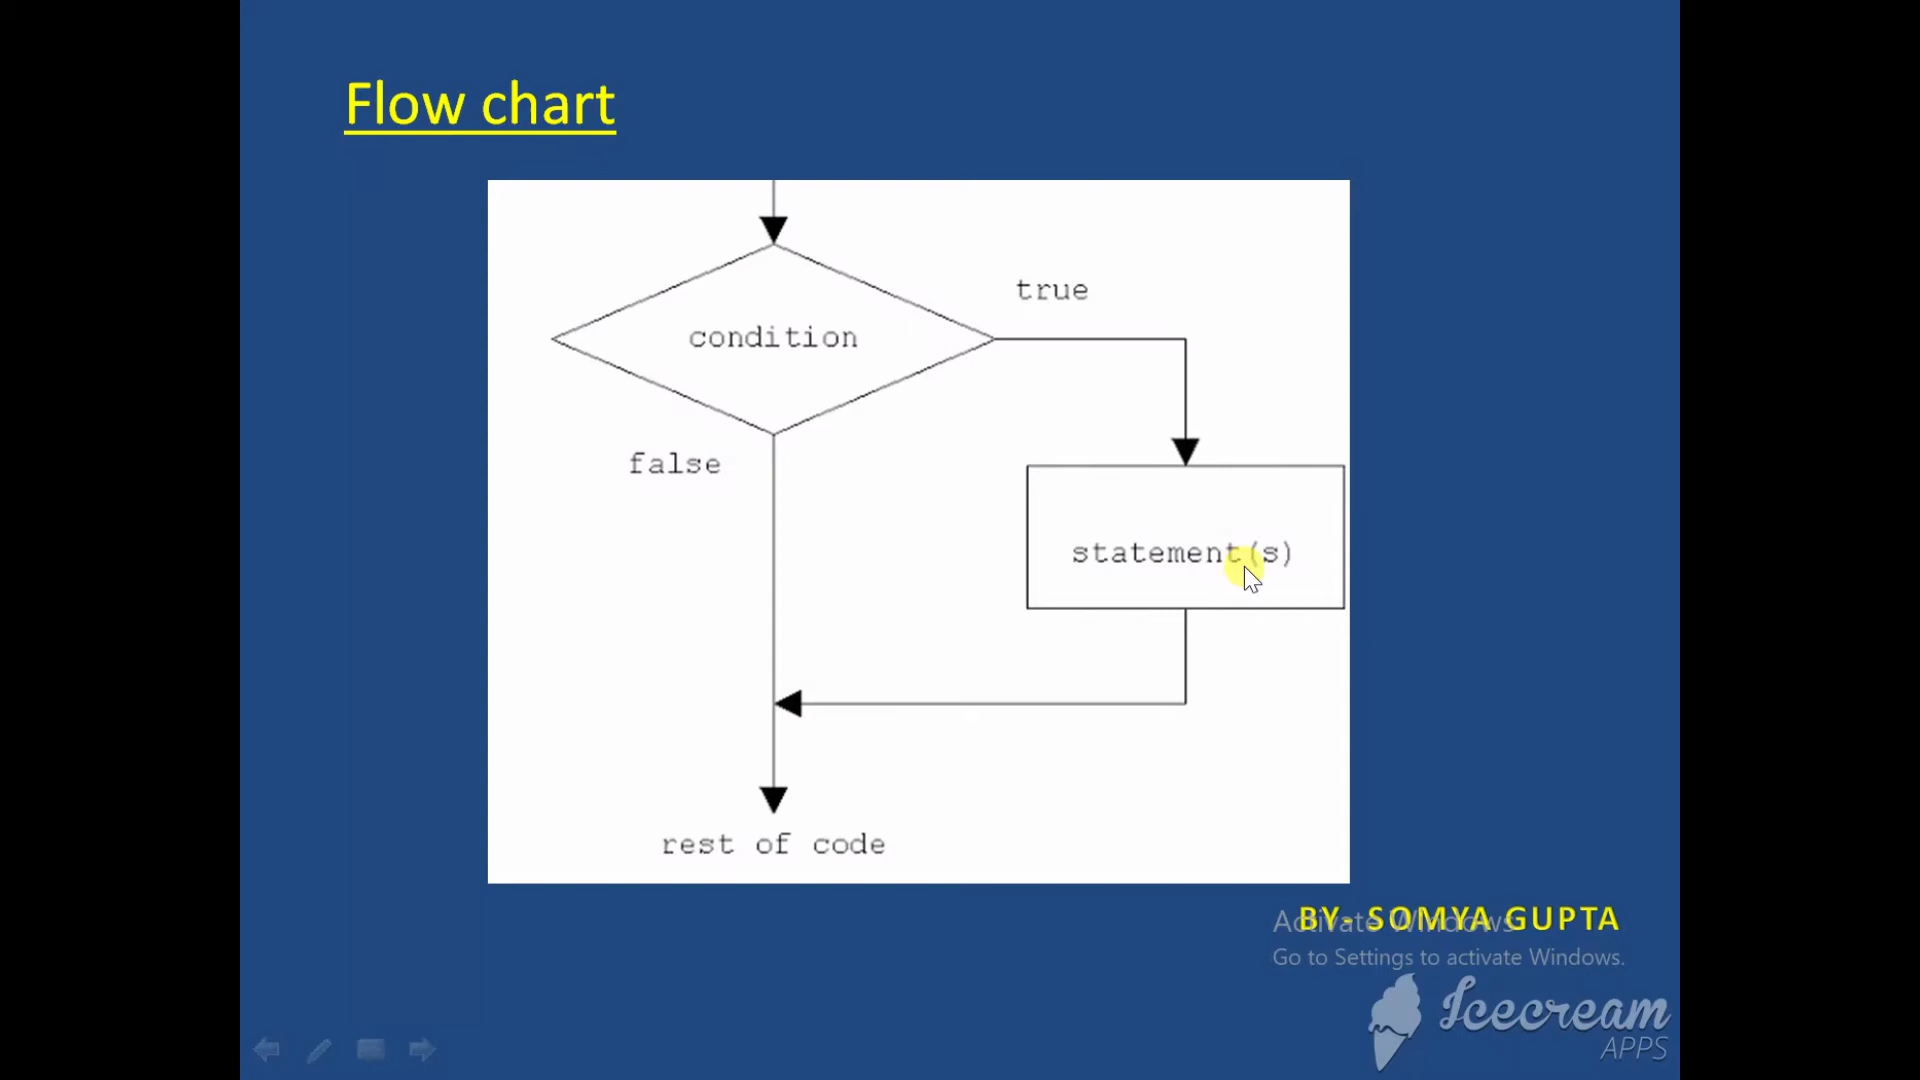 Flow chart
true
condition
false
statement(s)
rest of code
BY- SOMYA GUPTA
Activate Windows
Go to Settings to activate Windows.
Icecream
APPS